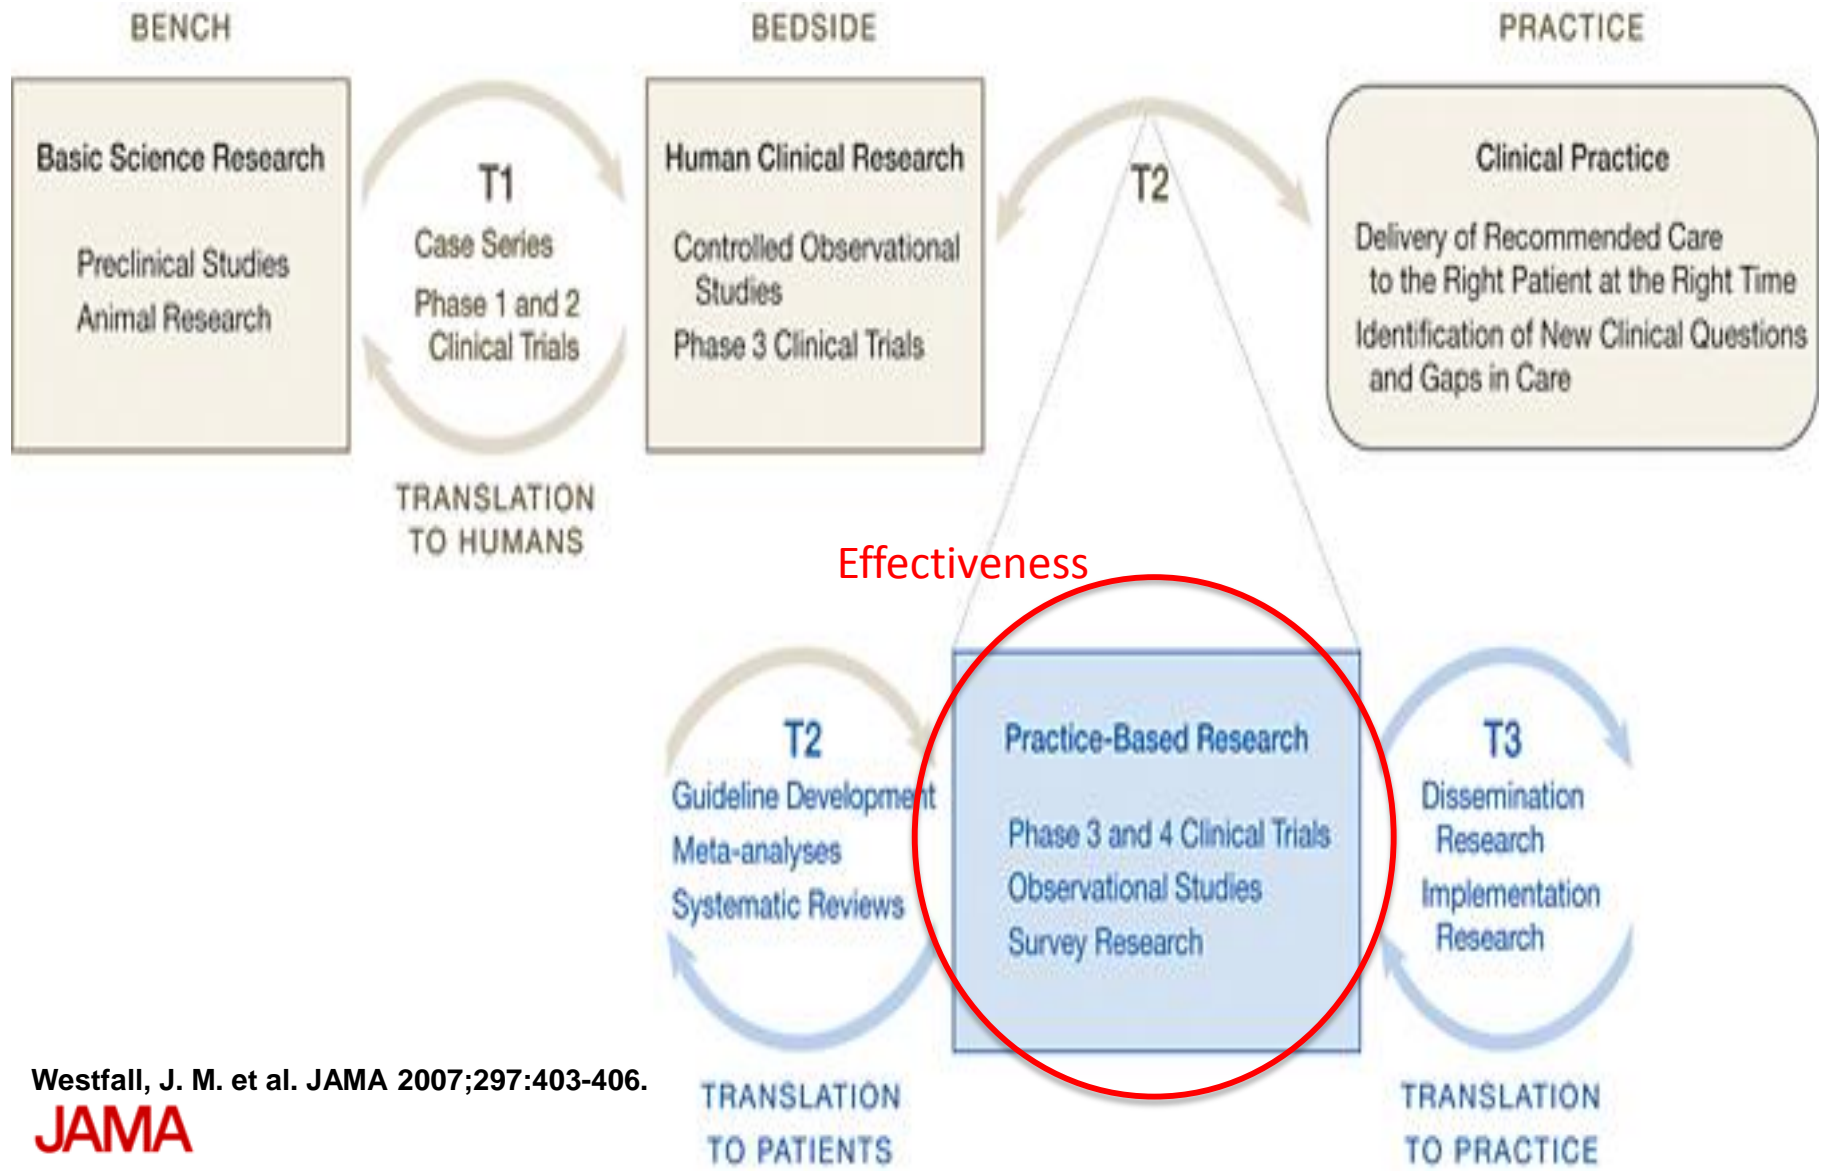 BENCH
BEDSIDE
PRACTICE
Basic Science Research
Preclinical Studies
Animal Research
T1
Case Series
Phase 1 and 2
Clinical Trials
TRANSLATION
TO HUMANS
Human Clinical Research
Controlled Observational
Studies
Phase 3 Clinical Trials
T2
Clinical Practice
Delivery of Recommended Care
to the Right Patient at the Right Time
Identification of New Clinical Questions
and Gaps in Care
Effectiveness
T2
Guideline Development
Meta-analyses
Systematic Reviews
TRANSLATION
TO PATIENTS
Practice-Based Research
Phase 3 and 4 Clinical Trials
Observational Studies
Survey Research
T3
Dissemination
Research
Implementation
Research
TRANSLATION
TO PRACTICE
Westfall, J. M. et al. JAMA 2007;297:403-406.
JAMA